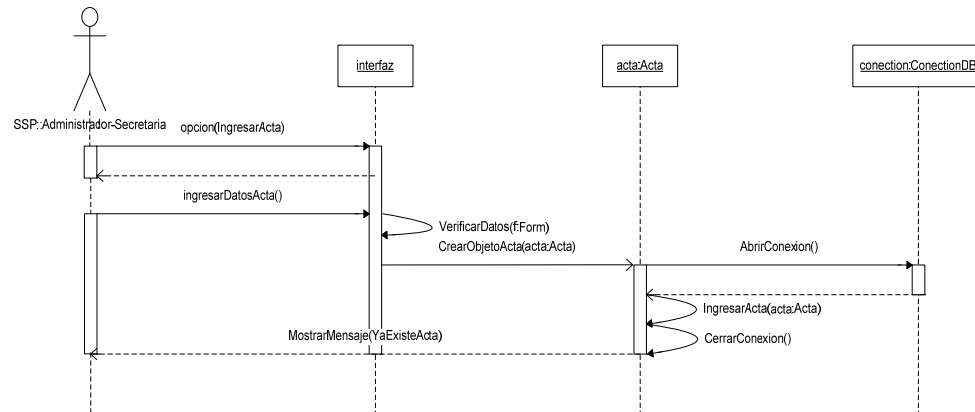 interfaz
acta:Acta
conection:ConectionDB
SSP::Administrador-Secretaria
opcion(IngresarActa)
ingresarDatosActa()
VerificarDatos(f:Form)
CrearObjetoActa(acta:Acta)
AbrirConexion()
IngresarActa(acta:Acta)
MostrarMensaje(YaExisteActa)
CerrarConexion()